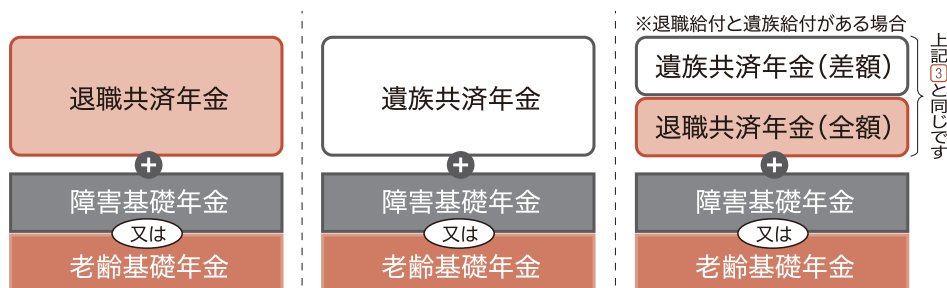 退職共済年金
+
障害基礎年金
又は
老齢基礎年金
遺族共済年金
+
障害基礎年金
又は
老齢基礎年金
※退職給付と遺族給付がある場合
遺族共済年金(差額)
退職共済年金(全額)
+
障害基礎年金
又は
老齢基礎年金
上記3と同じです